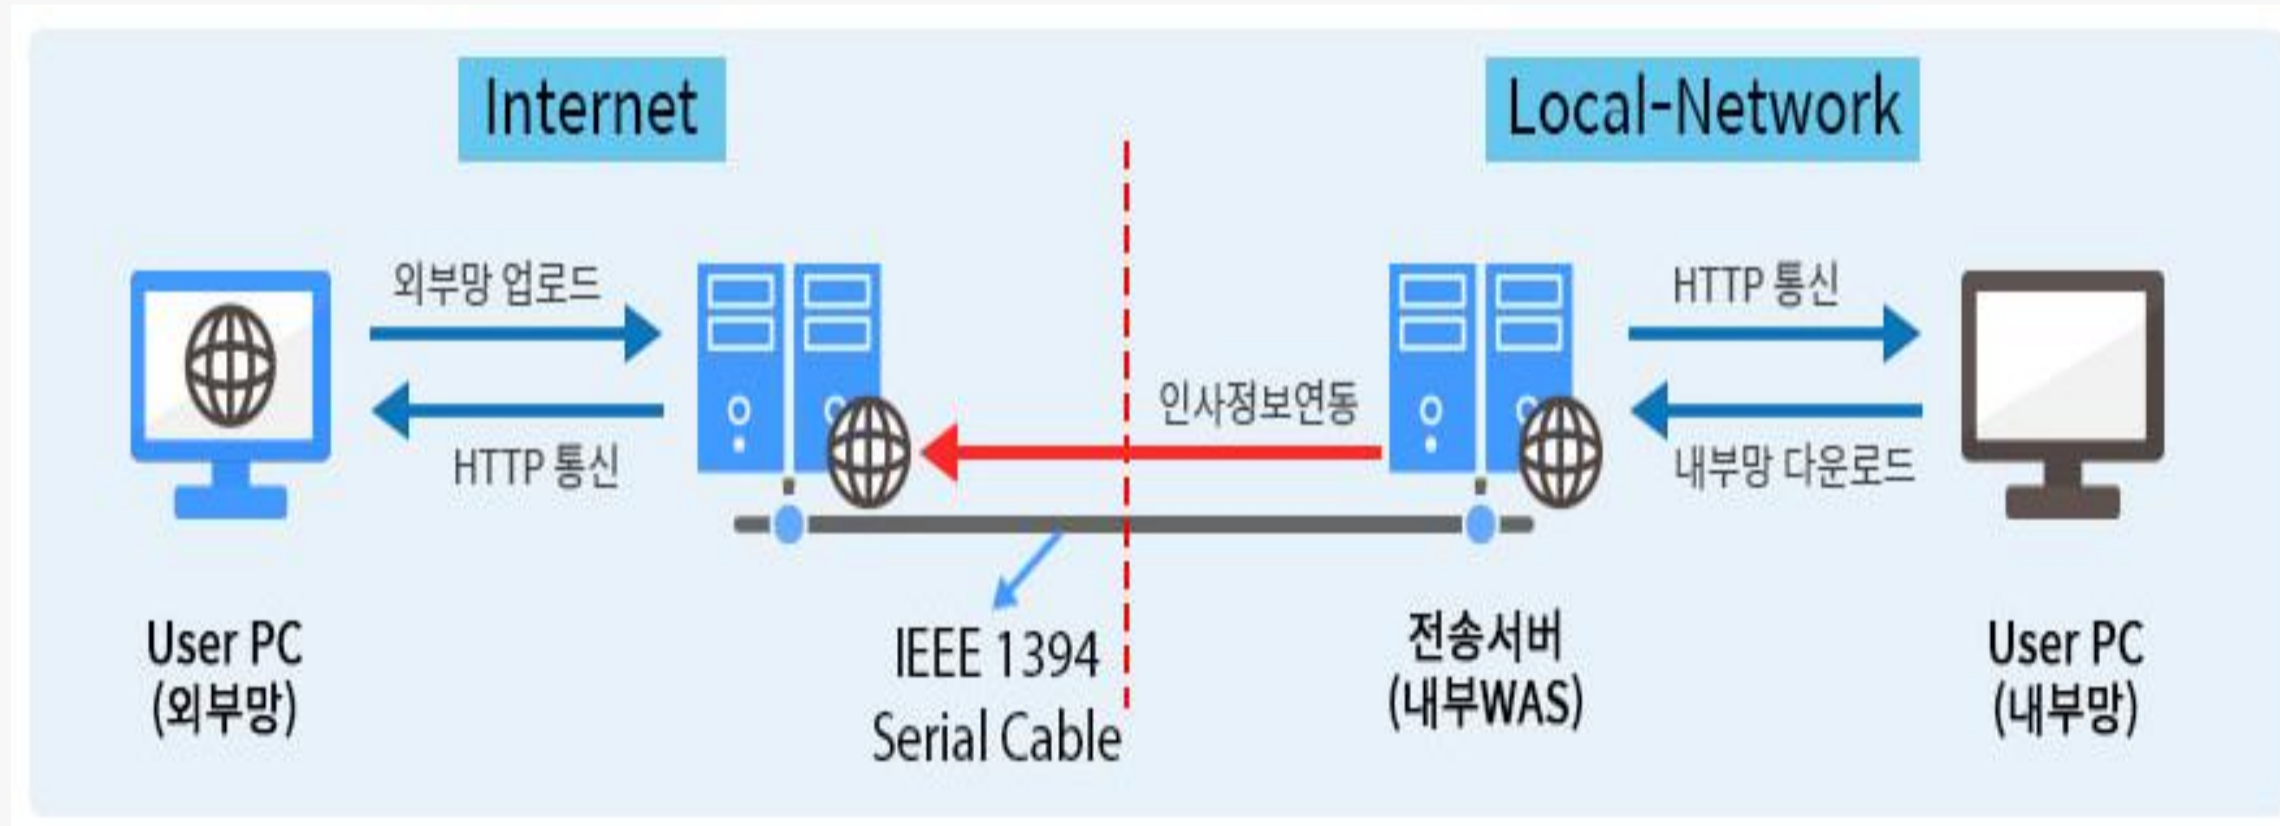 Internet
Local-Network
외부망 업로드
HTTP 통신
인사정보연동
HTTP 통신
내부망 다운로드
IEEE 1394
Serial Cable
User PC
(외부망)
전송서버
(내부WAS)
User PC
(내부망)